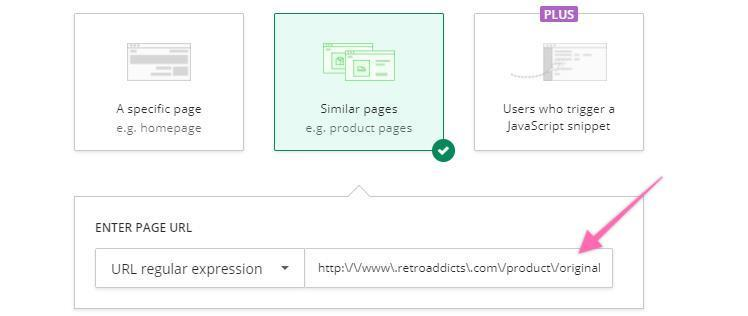 PLUS
A specific page
e.g. homepage
Similar pages
e.g. product pages
Users who trigger a
JavaScript snippet
ENTER PAGE URL
URL regular expression
http:\/\/www\.retroaddicts\.com\/product\/original